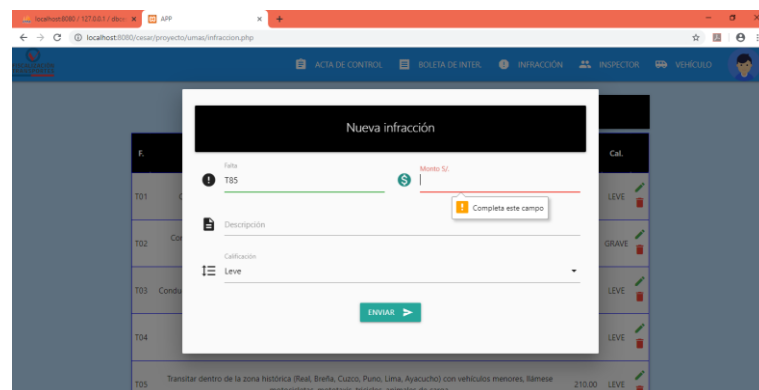 localhost:8080 / 127.0.0.1 / dbce
APP
localhost:8080/cesar/proyecto/umas/infraccion.php
ACTA DE CONTROL
BOLETA DE INTER.
INFRACCIÓN
INSPECTOR
VEHÍCULO
Nueva infracción
F.
Cal.
Falta
T85
Monto S/.
Completa este campo
Descripción
Calificación
Leve
ENVIAR
T01
LEVE
T02
GRAVE
T03
LEVE
T04
LEVE
T05
Transitar dentro de la zona histórica (Real, Breña, Cuzco, Puno, Lima, Ayacucho) con vehículos menores, llámese
210.00
LEVE